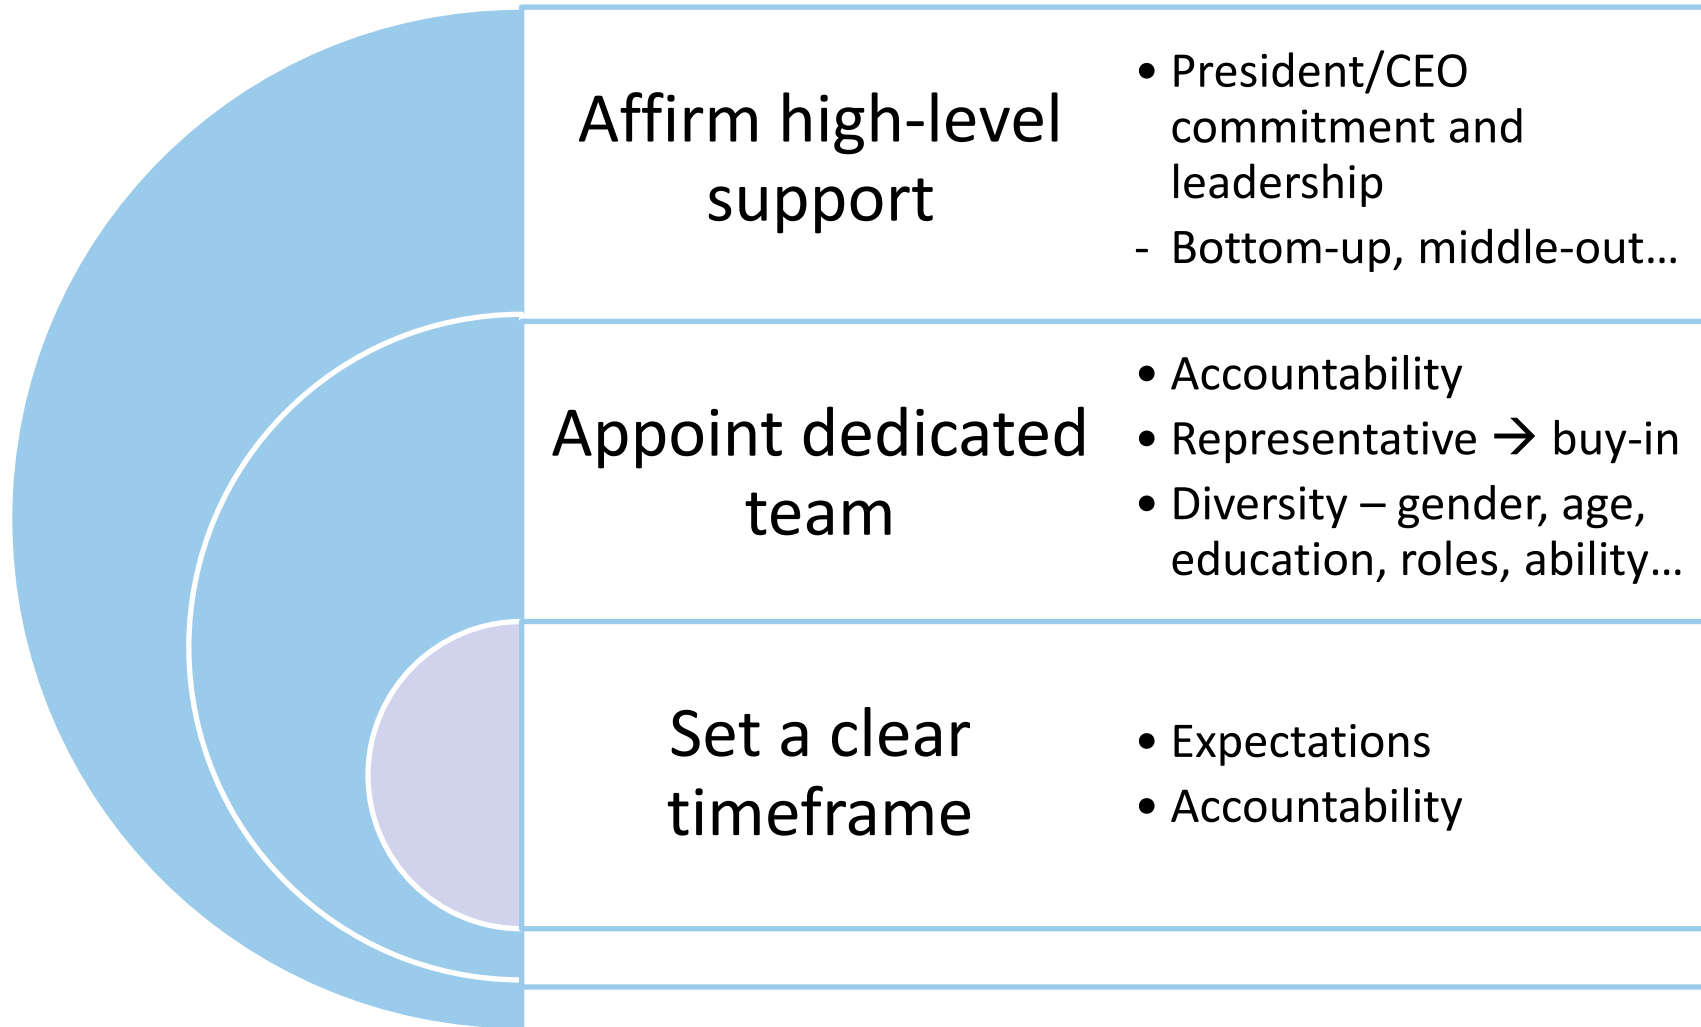 Affirm high-level
support
• President/CEO
commitment and
leadership
- Bottom-up, middle-out…
Appoint dedicated
team
• Accountability
• Representative → buy-in
• Diversity – gender, age,
education, roles, ability…
Set a clear
timeframe
• Expectations
• Accountability